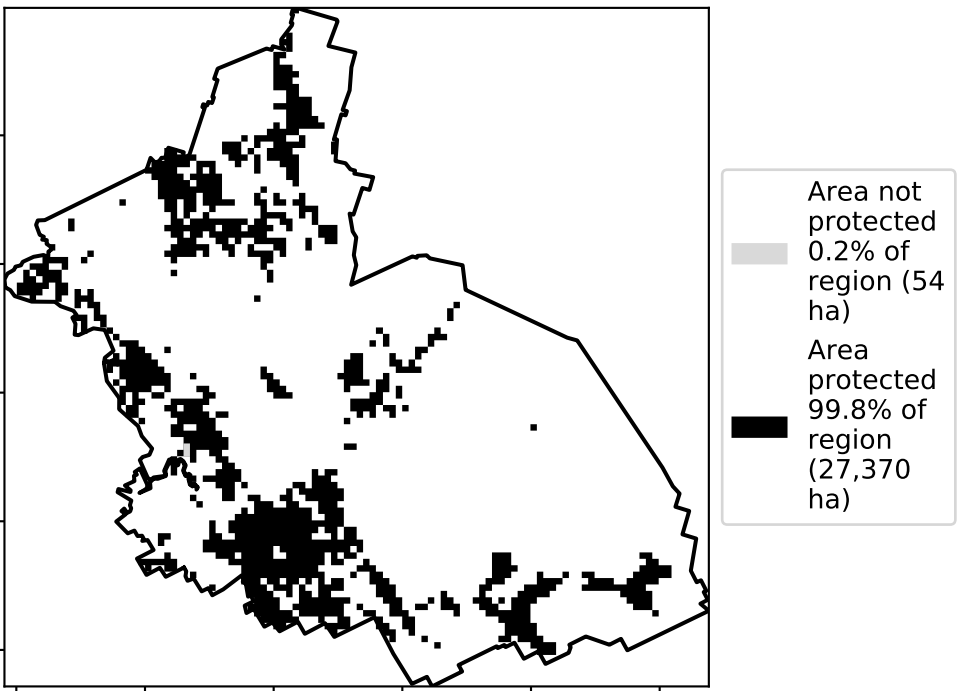 Area not
protected
0.2% of
region (54
ha)
Area
protected
99.8% of
region
(27,370
ha)